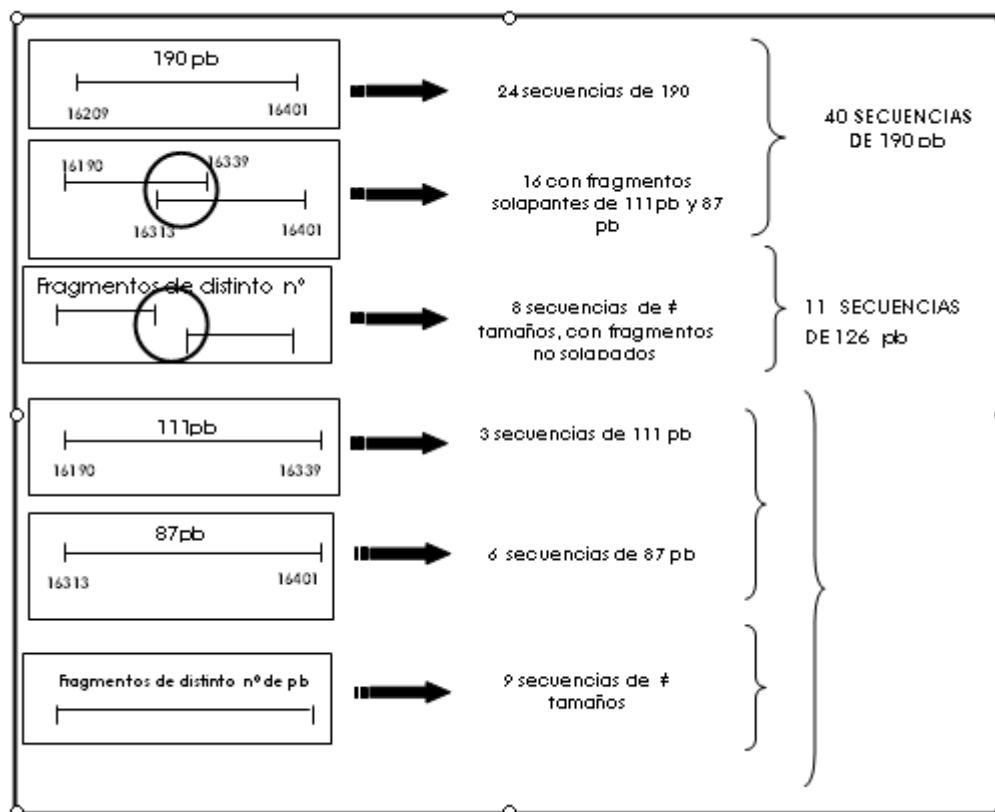 190 pb
16209 16401
24 secuencias de 190
40 SECUENCIAS
DE 190 pb
16190 16339
16313 16401
16 con fragmentos
solapantes de 111pb y 87
pb
Fragmentos de distinto nº
8 secuencias de ≠
tamaños, con fragmentos
no solapados
11 SECUENCIAS
DE 126 pb
111pb
16190 16339
3 secuencias de 111 pb
87pb
16313 16401
6 secuencias de 87 pb
Fragmentos de distinto nº de pb
9 secuencias de ≠
tamaños